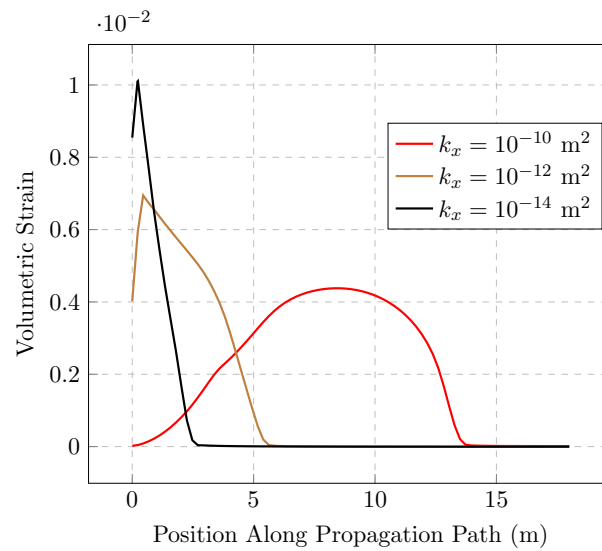 ·10⁻²
1
0.8
0.6
0.4
0.2
0
0 5 10 15
Volumetric Strain
Position Along Propagation Path (m)
kₓ = 10⁻¹⁰ m²
kₓ = 10⁻¹² m²
kₓ = 10⁻¹⁴ m²